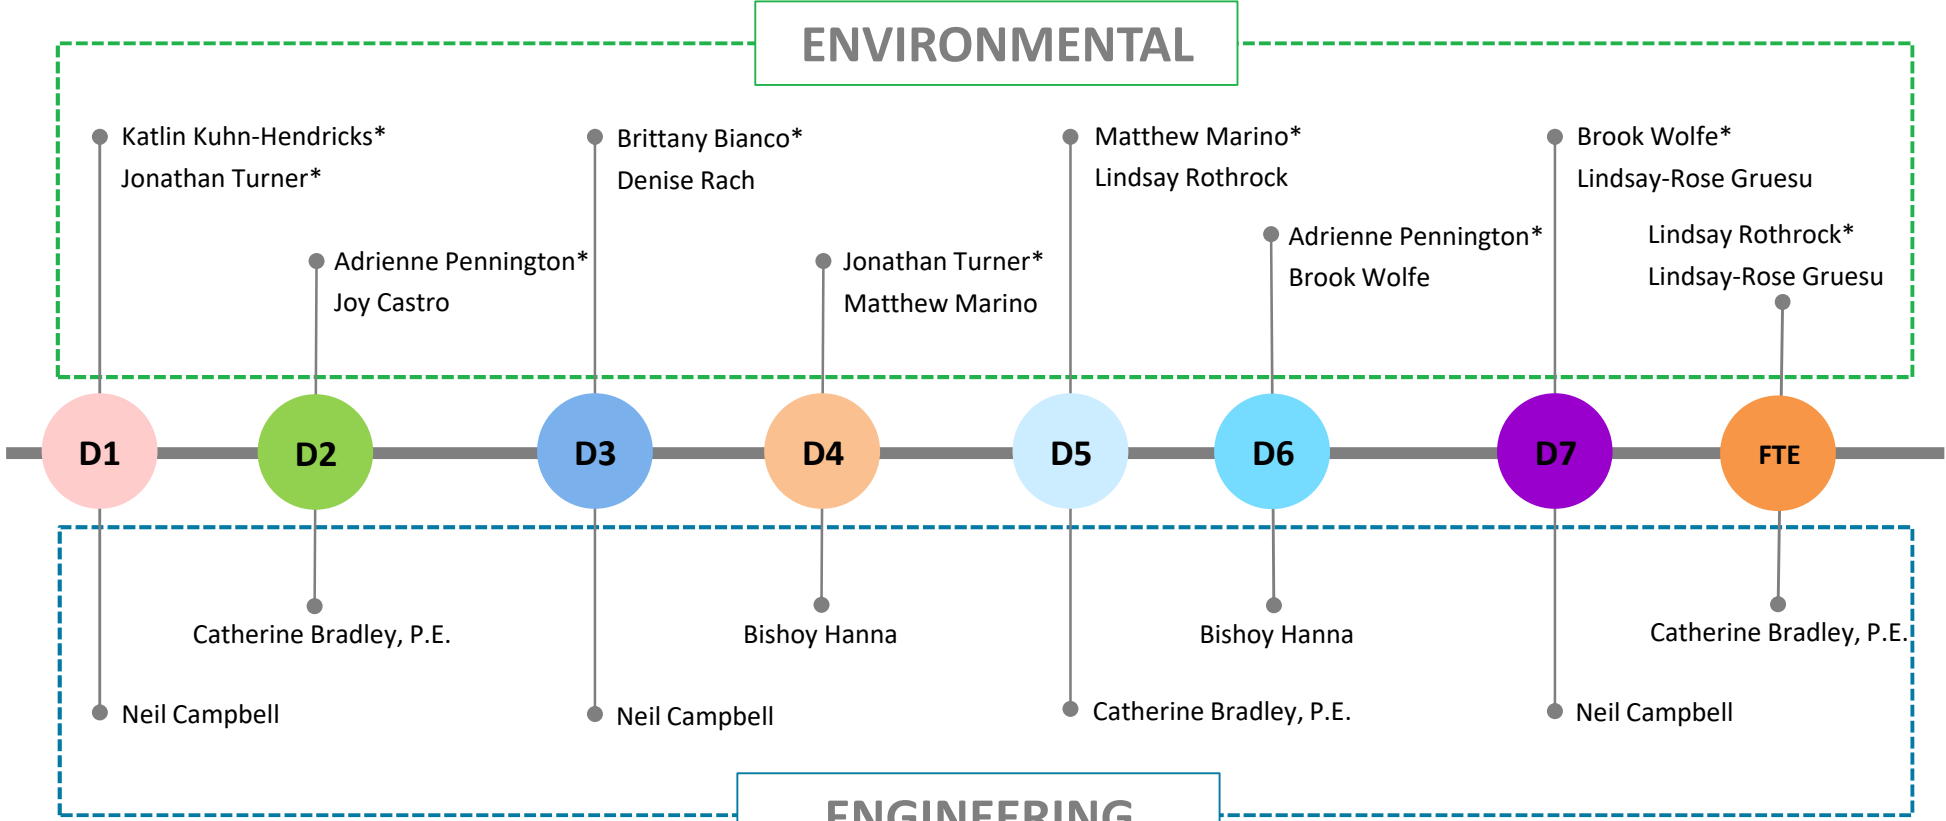 ENVIRONMENTAL
Katlin Kuhn-Hendricks*
Jonathan Turner*
Brittany Bianco*
Denise Rach
Matthew Marino*
Lindsay Rothrock
Brook Wolfe*
Lindsay-Rose Gruesu
Adrienne Pennington*
Joy Castro
Jonathan Turner*
Matthew Marino
Adrienne Pennington*
Brook Wolfe
Lindsay Rothrock*
Lindsay-Rose Gruesu
D1
D2
D3
D4
D5
D6
D7
FTE
Catherine Bradley, P.E.
Bishoy Hanna
Bishoy Hanna
Catherine Bradley, P.E.
Neil Campbell
Neil Campbell
Catherine Bradley, P.E.
Neil Campbell
ENGINEERING